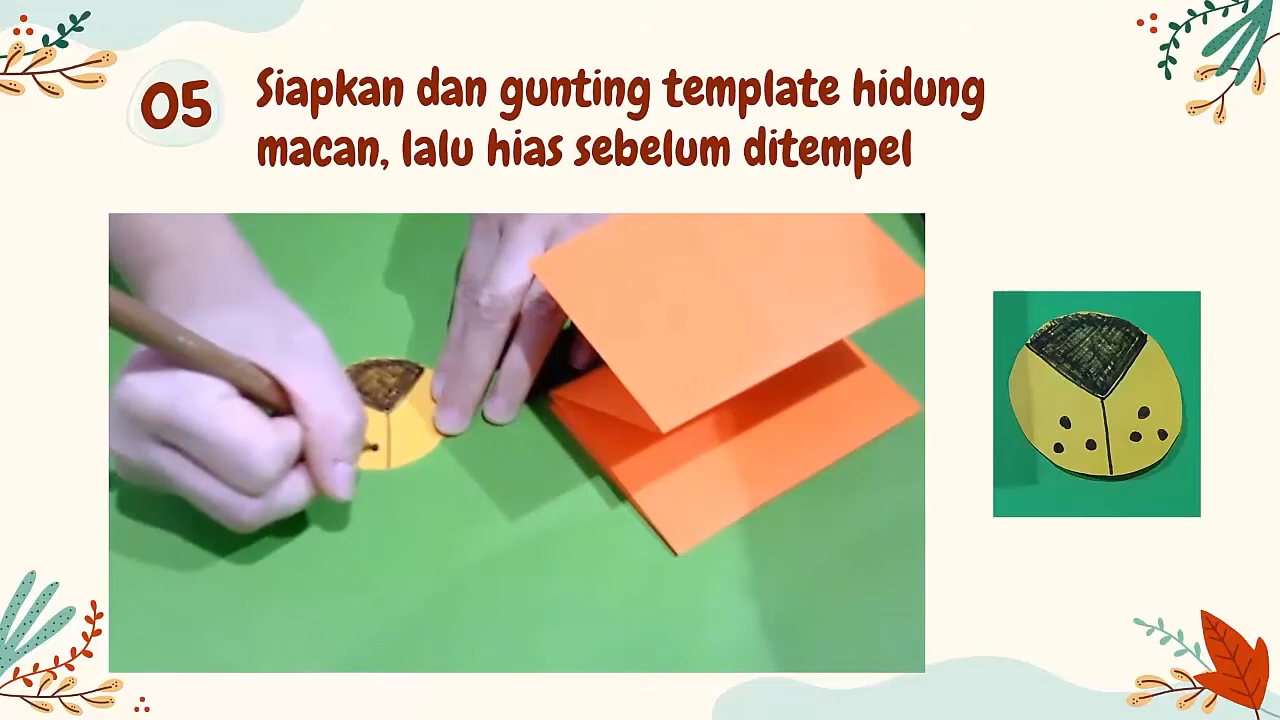 05
Siapkan dan gunting template hidung
macan, lalu hias sebelum ditempel